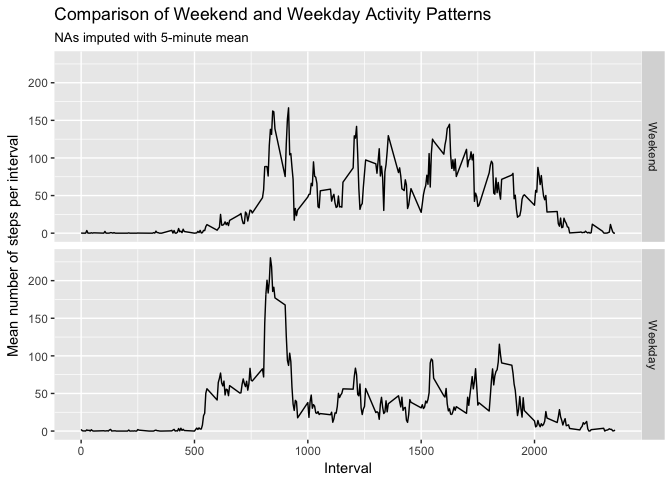 Comparison of Weekend and Weekday Activity Patterns
NAs imputed with 5-minute mean
Mean number of steps per interval
200
150
100
50
0
Weekend
200
150
100
50
0
Weekday
0 500 1000 1500 2000
Interval